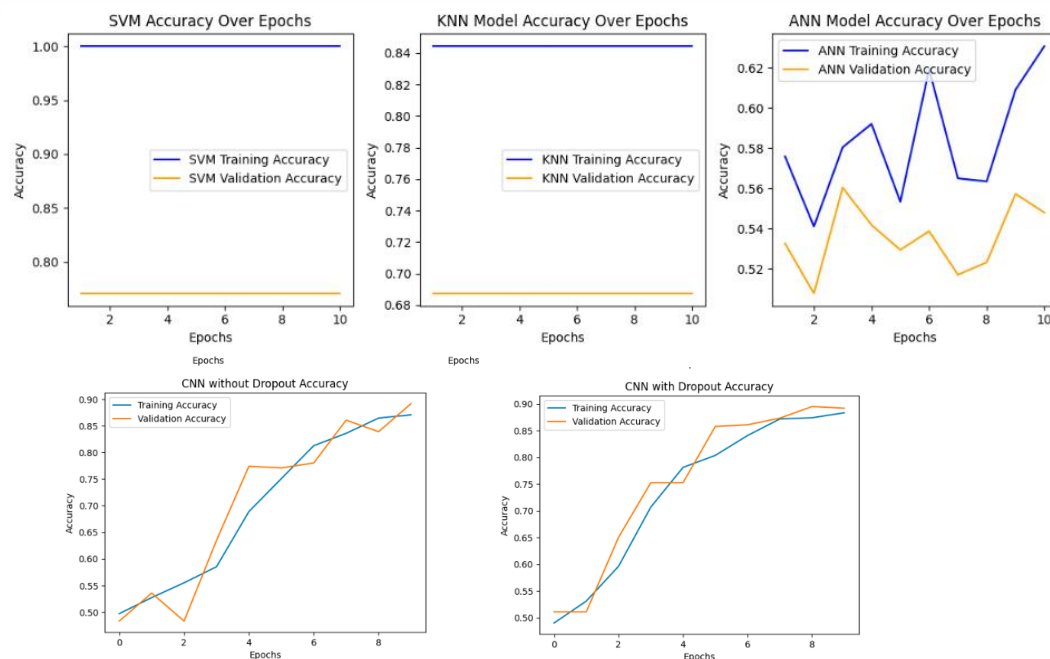 SVM Accuracy Over Epochs
1.00
0.95
0.90
0.85
0.80
Accuracy
SVM Training Accuracy
SVM Validation Accuracy
2 4 6 8 10
Epochs
KNN Model Accuracy Over Epochs
0.84
0.82
0.80
0.78
0.76
0.74
0.72
0.70
0.68
Accuracy
KNN Training Accuracy
KNN Validation Accuracy
2 4 6 8 10
Epochs
ANN Model Accuracy Over Epochs
ANN Training Accuracy
ANN Validation Accuracy
0.62
0.60
0.58
0.56
0.54
0.52
Accuracy
2 4 6 8 10
Epochs
Epochs
Epochs
CNN without Dropout Accuracy
Training Accuracy
Validation Accuracy
0.90
0.85
0.80
0.75
0.70
0.65
0.60
0.55
0.50
Accuracy
0 2 4 6 8
Epochs
CNN with Dropout Accuracy
Training Accuracy
Validation Accuracy
0.90
0.85
0.80
0.75
0.70
0.65
0.60
0.55
0.50
Accuracy
0 2 4 6 8
Epochs